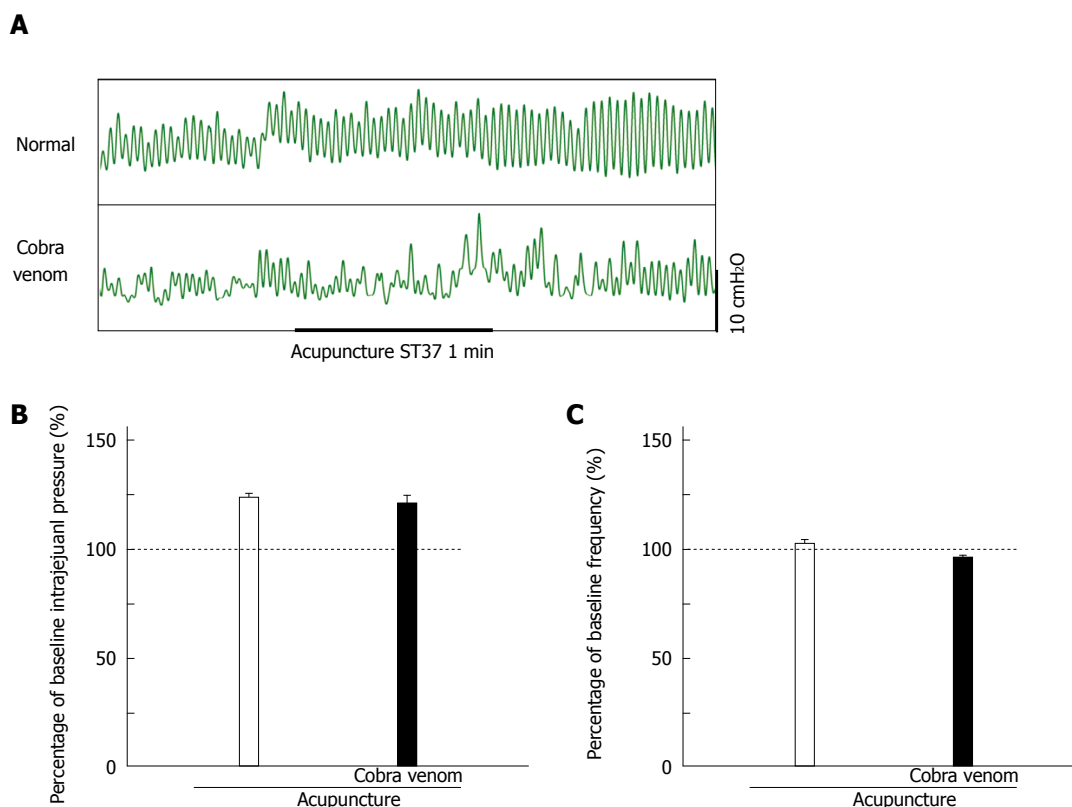 A
Normal
Cobra
venom
10 cmH2O
Acupuncture ST37 1 min
B
Percentage of baseline intrajejuanl pressure (%)
150
100
50
0
Cobra venom
Acupuncture
C
Percentage of baseline frequency (%)
150
100
50
0
Cobra venom
Acupuncture